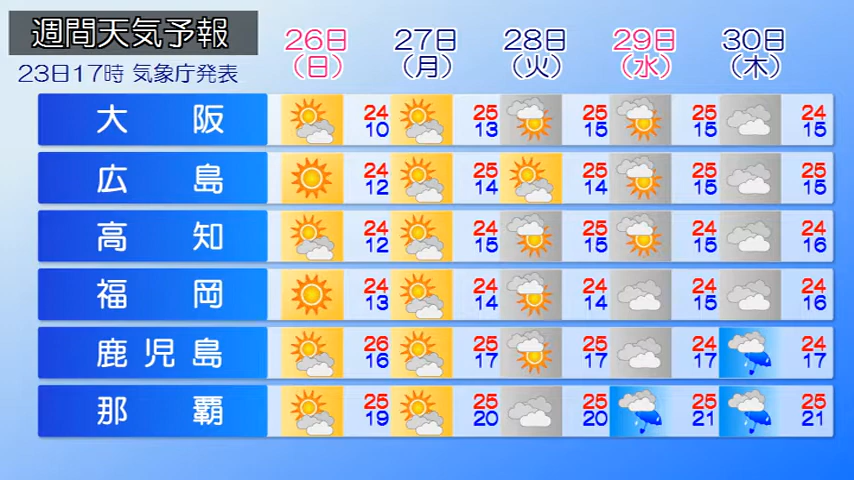 週間天気予報
23日17時 気象庁発表
26日 27日 28日 29日 30日
(日) (月) (火) (水) (木)
大阪 24 10 25 13 25 15 25 15 24 15
広島 24 12 25 14 25 14 25 15 25 15
高知 24 12 24 15 25 15 24 15 24 16
福岡 24 13 24 14 24 14 24 15 24 16
鹿児島 26 16 25 17 25 17 24 17 24 17
那覇 25 19 25 20 25 20 25 21 25 21